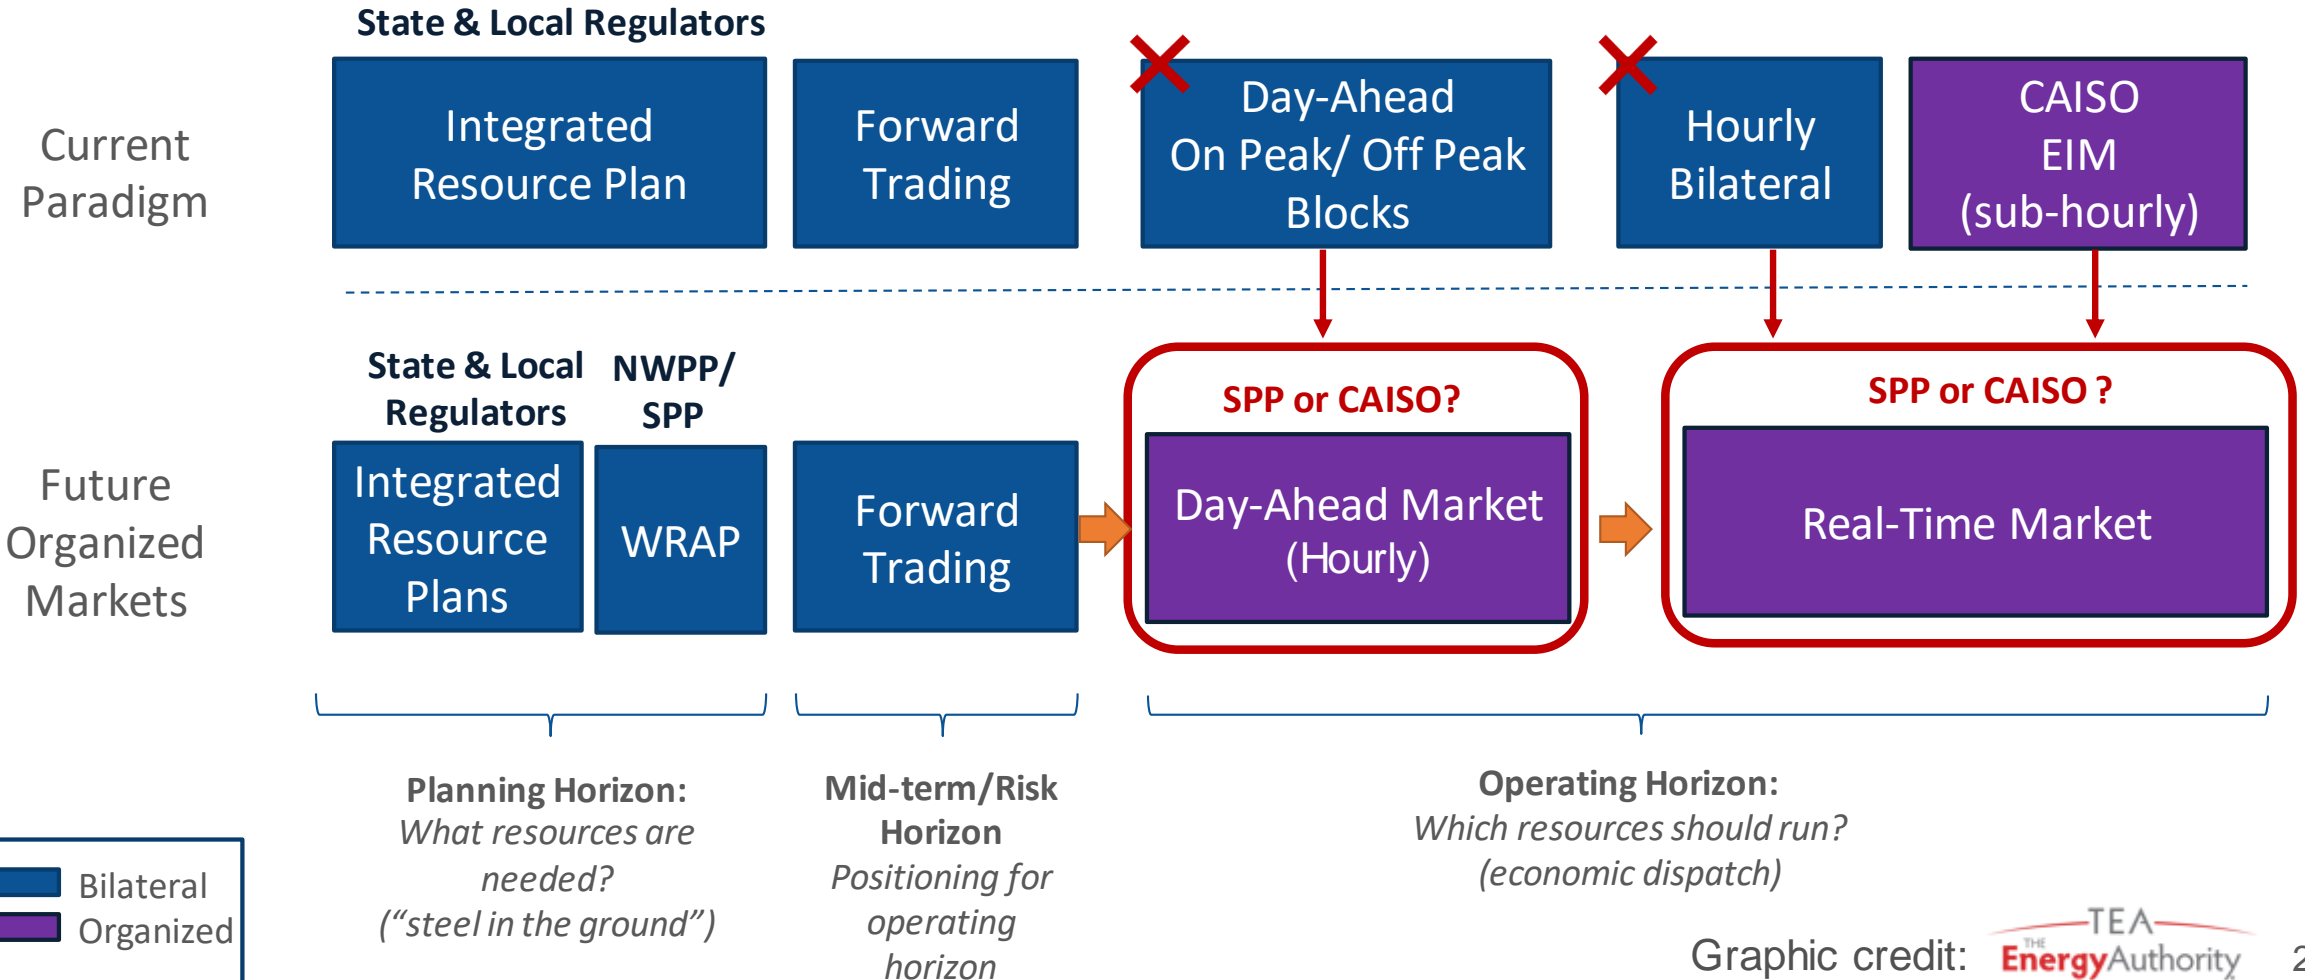 State & Local Regulators
Current
Paradigm
Integrated
Resource Plan
Forward
Trading
Day-Ahead
On Peak/ Off Peak
Blocks
Hourly
Bilateral
CAISO
EIM
(sub-hourly)
State & Local
Regulators
NWPP/
SPP
SPP or CAISO?
SPP or CAISO ?
Future
Organized
Markets
Integrated
Resource
Plans
WRAP
Forward
Trading
Day-Ahead Market
(Hourly)
Real-Time Market
Planning Horizon:
What resources are
needed?
(“steel in the ground”)
Mid-term/Risk
Horizon
Positioning for
operating
horizon
Operating Horizon:
Which resources should run?
(economic dispatch)
Bilateral
Organized
Graphic credit:
TEA
THE
EnergyAuthority
2